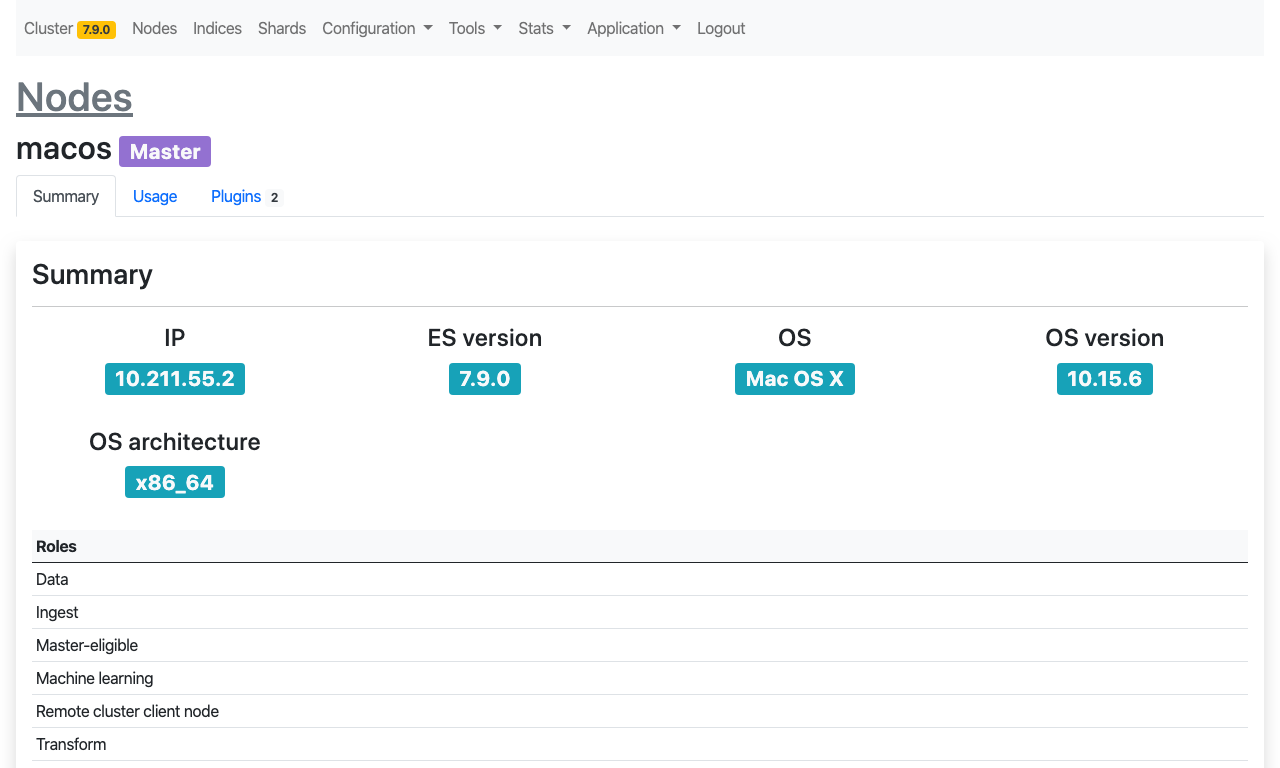 Cluster 7.9.0 Nodes Indices Shards Configuration Tools Stats Application Logout
Nodes
macos Master
Summary Usage Plugins 2
Summary
IP ES version OS OS version
10.211.55.2 7.9.0 Mac OS X 10.15.6
OS architecture
x86_64
Roles
Data
Ingest
Master-eligible
Machine learning
Remote cluster client node
Transform